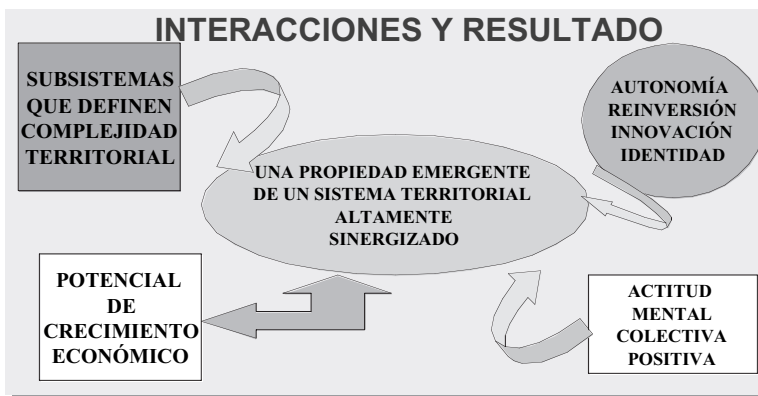 INTERACCIONES Y RESULTADO
SUBSISTEMAS
QUE DEFINEN
COMPLEJIDAD
TERRITORIAL
AUTONOMÍA
REINVERSIÓN
INNOVACIÓN
IDENTIDAD
UNA PROPIEDAD EMERGENTE
DE UN SISTEMA TERRITORIAL
ALTAMENTE
SINERGIZADO
POTENCIAL
DE
CRECIMIENTO
ECONÓMICO
ACTITUD
MENTAL
COLECTIVA
POSITIVA